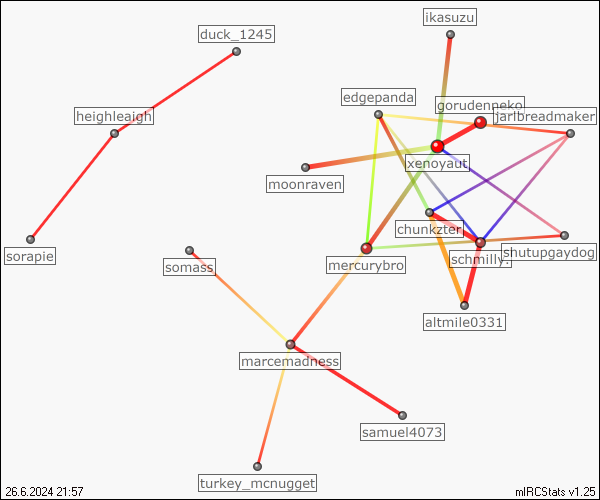 ikasuzu
duck_1245
edgepanda
gorudenneko
jarlbreadmaker
heighleaigh
xenoyaut
moonraven
chunkzter
sorapie
somass
mercurybro
schmilly.
shutupgaydog
altmile0331
marcemadness
samuel4073
turkey_mcnugget
26.6.2024 21:57
mIRCStats v1.25